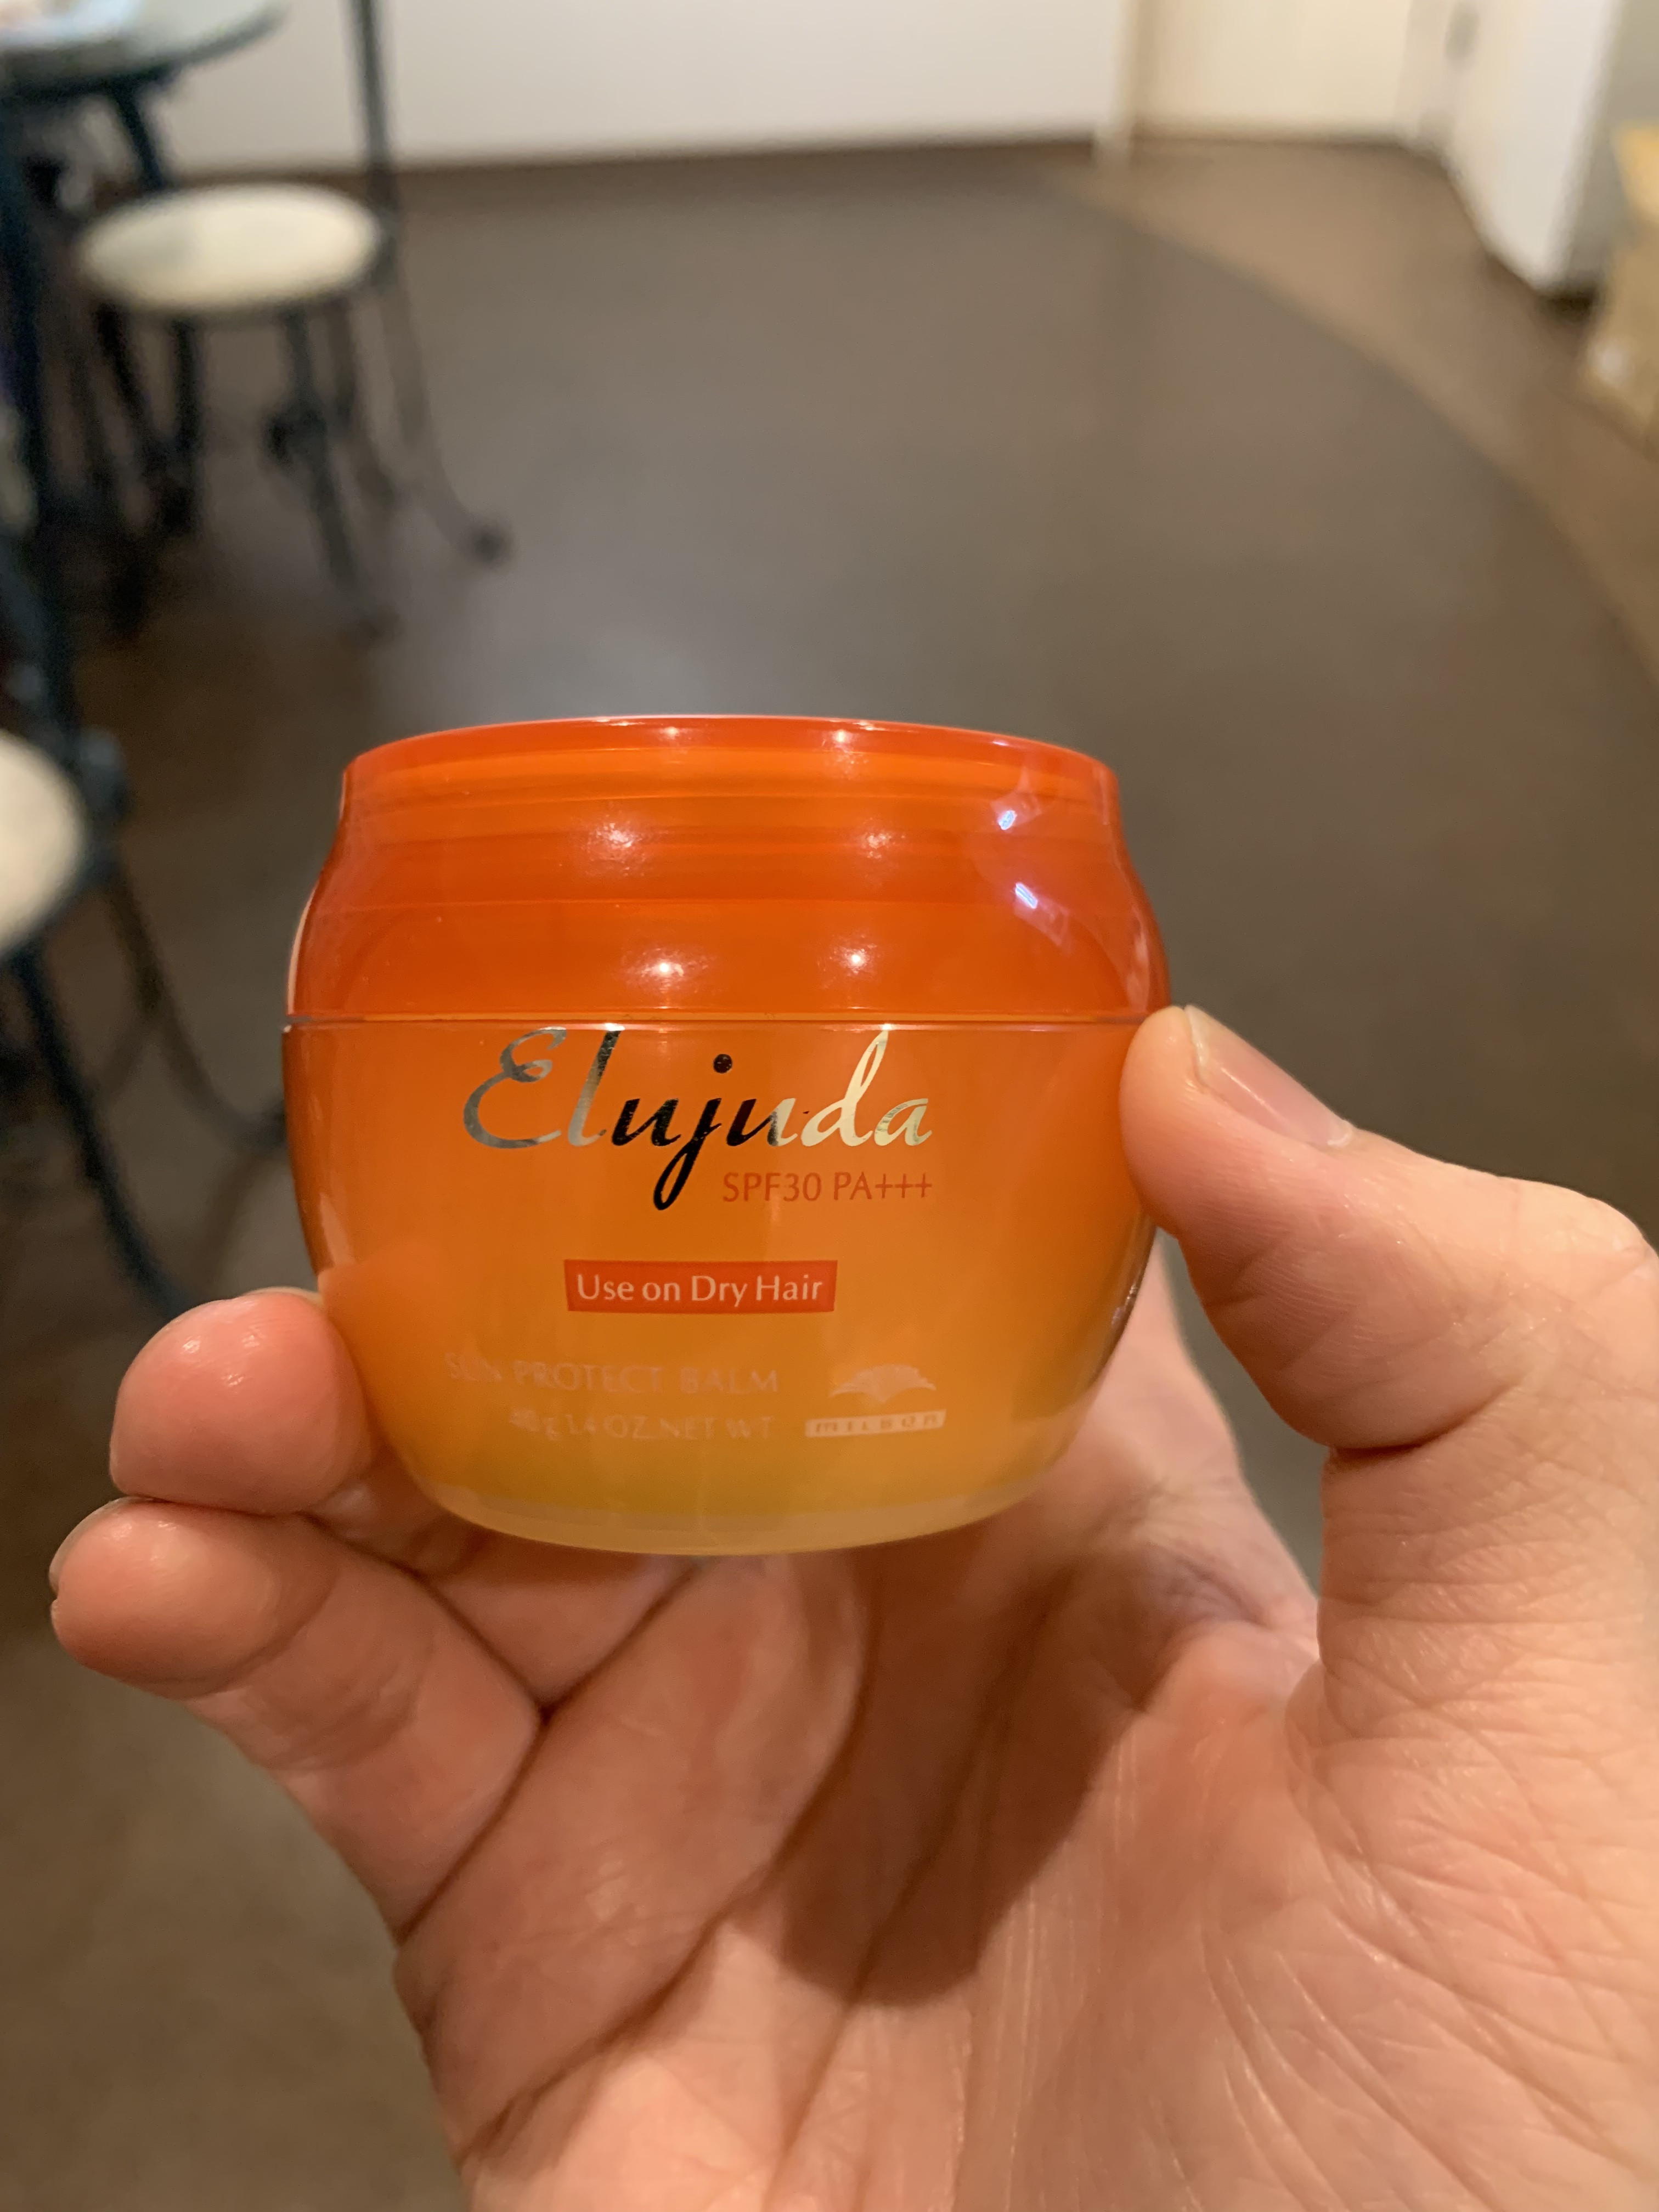 Elujuda
SPF30 PA+++
Use on Dry Hair
SUN PROTECT BALM
40g 1.4 OZ.NET WT
MILBON